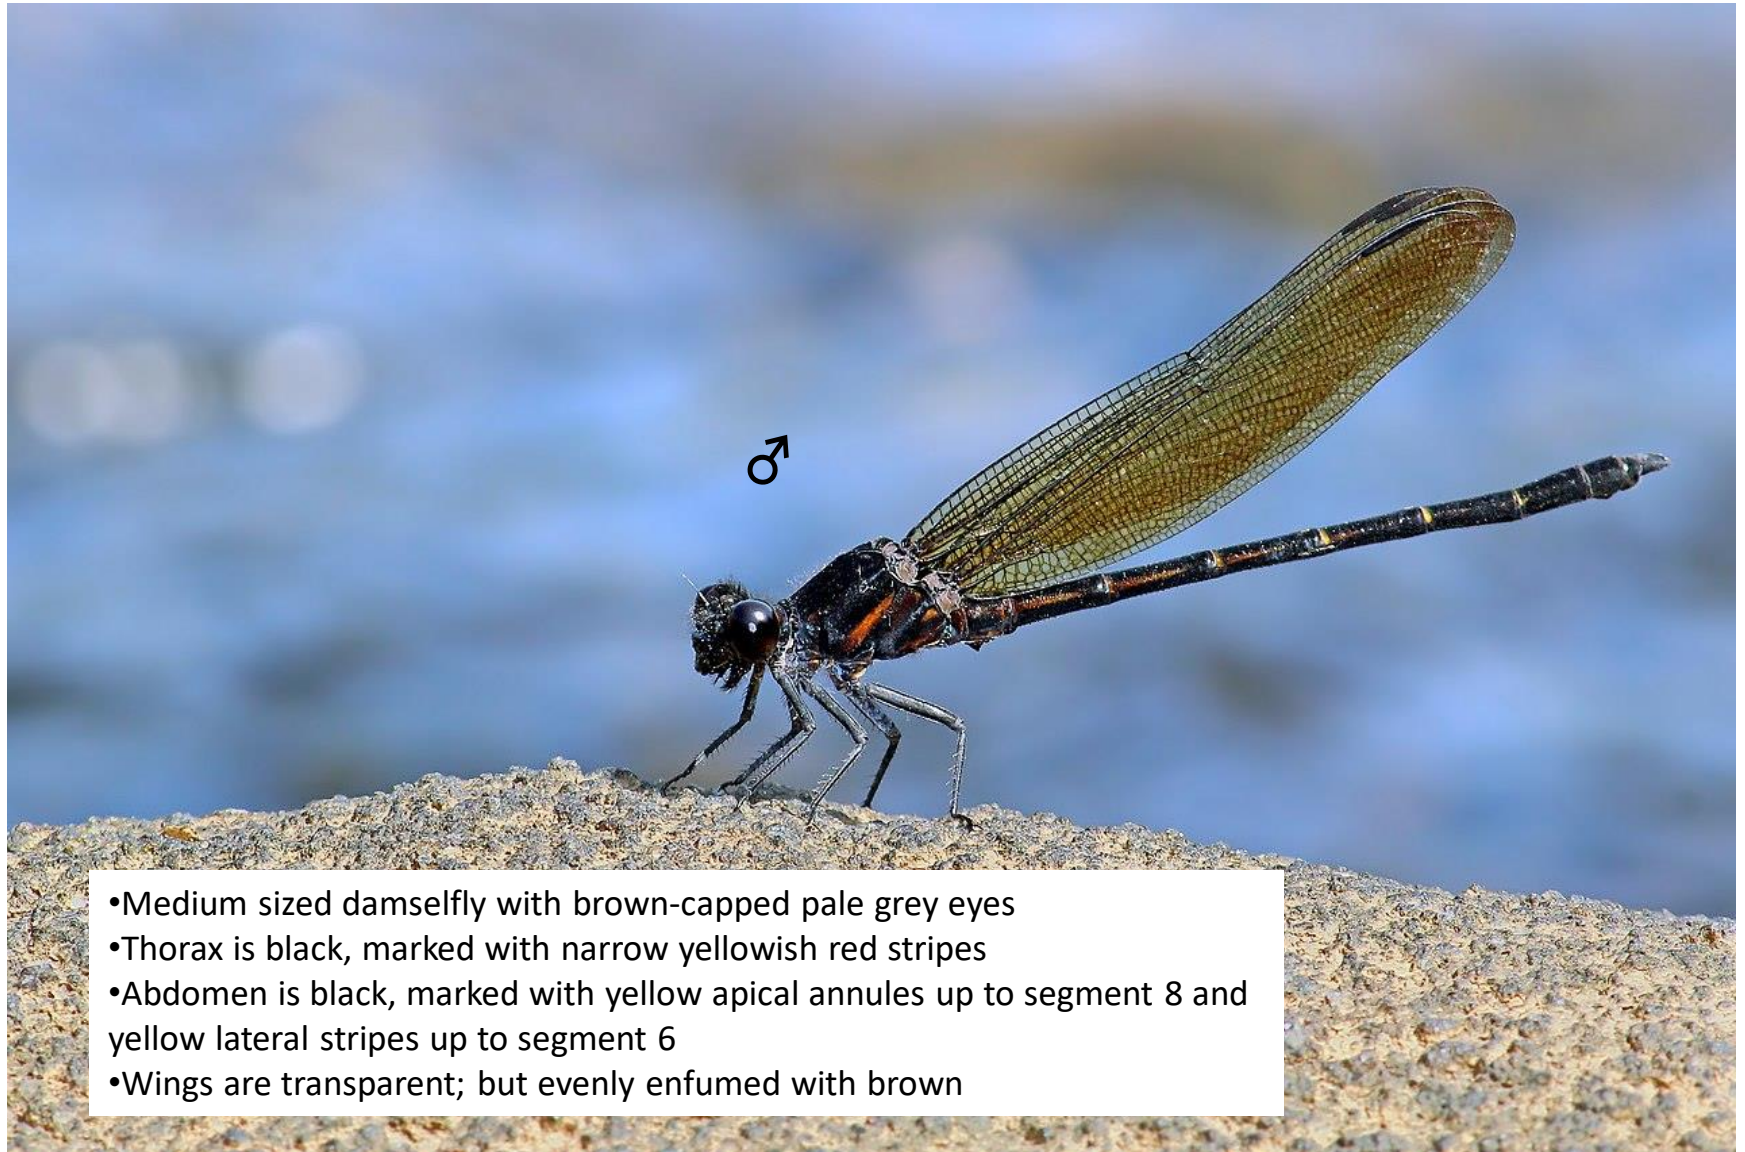 ♂
•Medium sized damselfly with brown-capped pale grey eyes
•Thorax is black, marked with narrow yellowish red stripes
•Abdomen is black, marked with yellow apical annules up to segment 8 and
yellow lateral stripes up to segment 6
•Wings are transparent; but evenly enfumed with brown